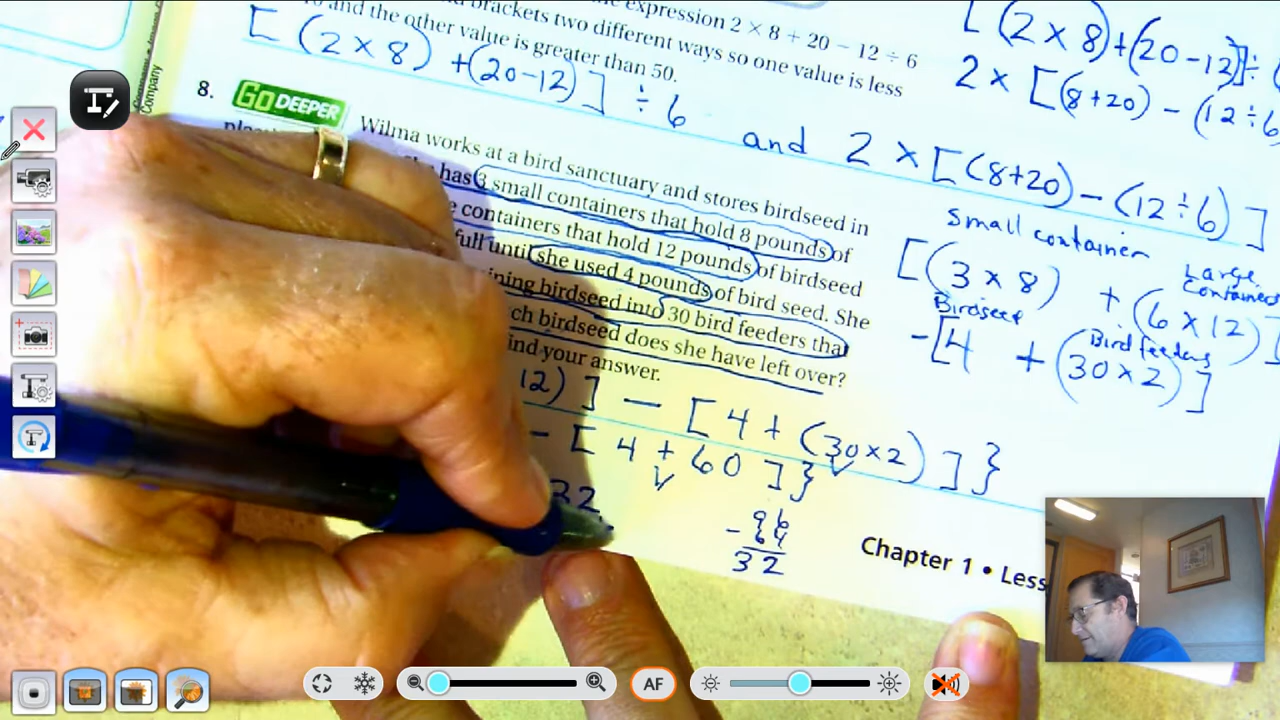 expression 2 × 8 + 20 − 12 ÷ 6
brackets two different ways so one value is less
and the other value is greater than 50.
[ (2 × 8) + (20 − 12) ] ÷ 6 and 2 × [ (8 + 20) − (12 ÷ 6) ]
[ (2 × 8) + (20 − 12) ] ÷
2 × [ (8 + 20) − (12 ÷ 6
Company
8. GO DEEPER
Wilma works at a bird sanctuary and stores birdseed in
has 3 small containers that hold 8 pounds of
containers that hold 12 pounds of birdseed
full until she used 4 pounds of bird seed. She
birdseed into 30 bird feeders that
birdseed does she have left over?
your answer.
small container
[ (3 × 8) + (6 × 12) ]
Large
Containers
Birdseed
Bird feeders
− [ 4 + (30 × 2) ]
12) ] − [ 4 + (30 × 2) ] }
− [ 4 + 60 ] }
32
96
− 64
32
Chapter 1 • Less
AF